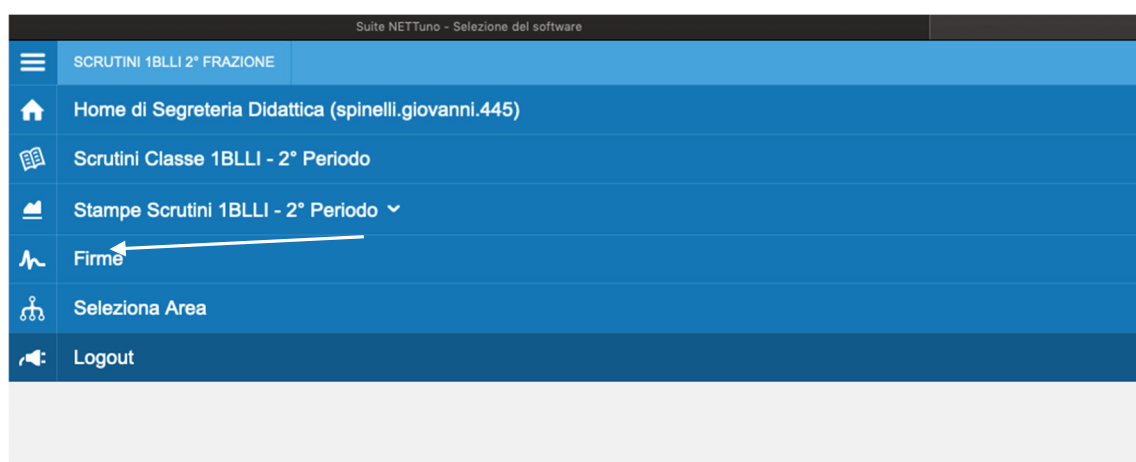 Suite NETTuno - Selezione del software
SCRUTINI 1BLLI 2° FRAZIONE
Home di Segreteria Didattica (spinelli.giovanni.445)
Scrutini Classe 1BLLI - 2° Periodo
Stampe Scrutini 1BLLI - 2° Periodo
Firme
Seleziona Area
Logout